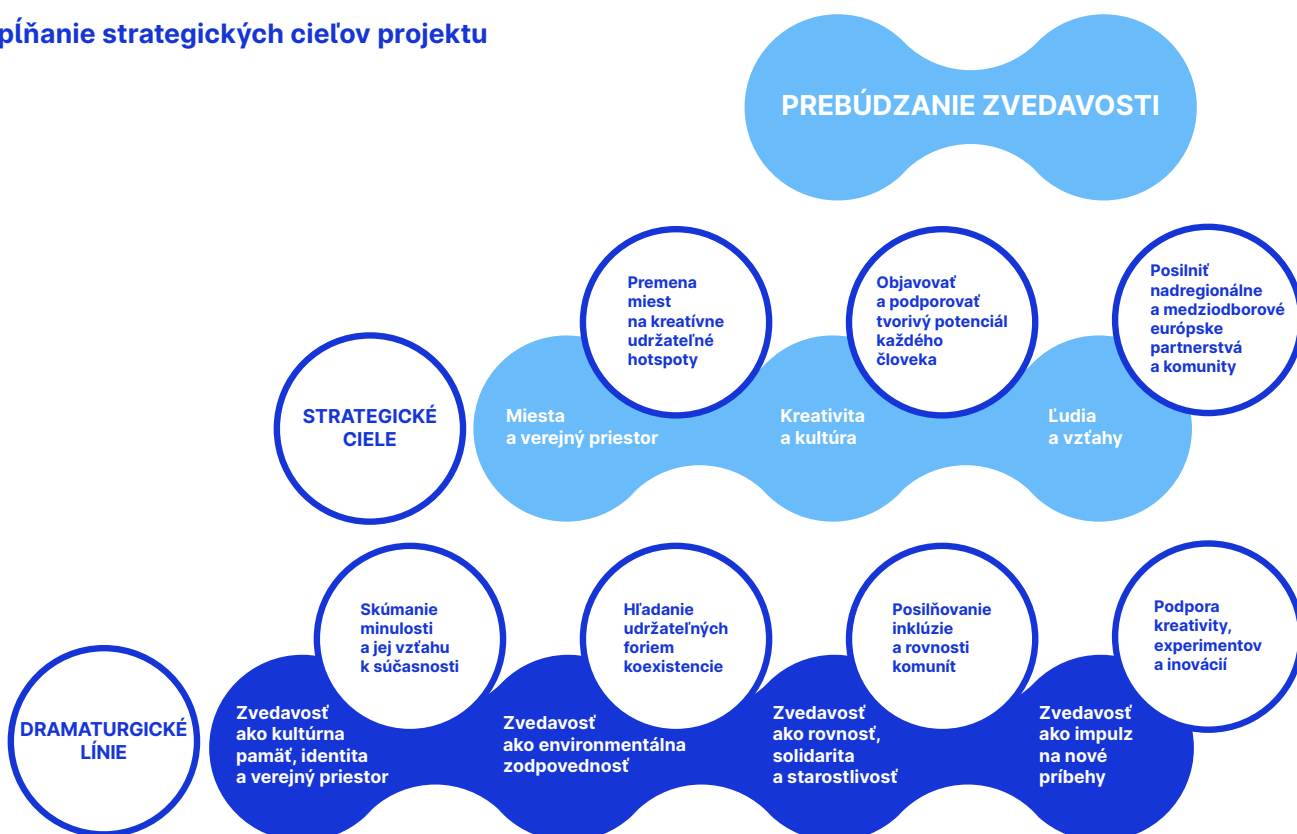 pĺňanie strategických cieľov projektu
PREBÚDZANIE ZVEDAVOSTI
STRATEGICKÉ
CIELE
Premena
miest
na kreatívne
udržateľné
hotspoty
Miesta
a verejný priestor
Objavovať
a podporovať
tvorivý potenciál
každého
človeka
Kreativita
a kultúra
Posilniť
nadregionálne
a medziodborové
európske
partnerstvá
a komunity
Ľudia
a vzťahy
DRAMATURGICKÉ
LÍNIE
Skúmanie
minulosti
a jej vzťahu
k súčasnosti
Zvedavosť
ako kultúrna
pamäť, identita
a verejný priestor
Hľadanie
udržateľných
foriem
koexistencie
Zvedavosť
ako environmentálna
zodpovednosť
Posilňovanie
inklúzie
a rovnosti
komunít
Zvedavosť
ako rovnosť,
solidarita
a starostlivosť
Podpora
kreativity,
experimentov
a inovácií
Zvedavosť
ako impulz
na nové
príbehy